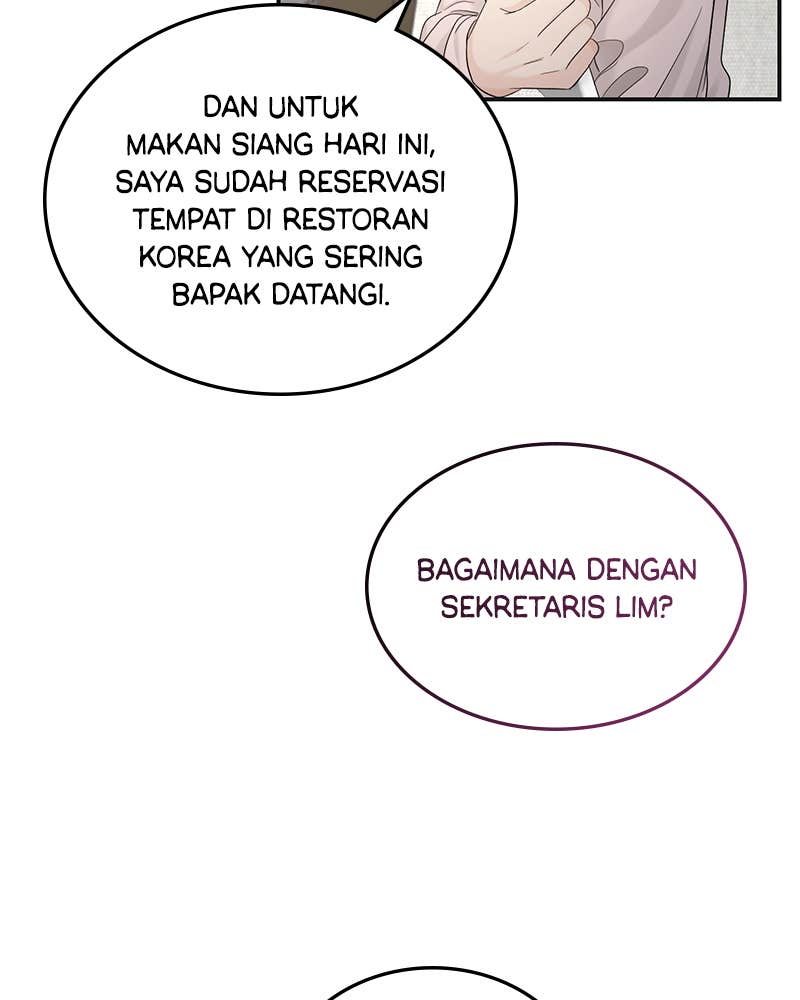 DAN UNTUK
MAKAN SIANG HARI INI,
SAYA SUDAH RESERVASI
TEMPAT DI RESTORAN
KOREA YANG SERING
BAPAK DATANGI.
BAGAIMANA DENGAN
SEKRETARIS LIM?